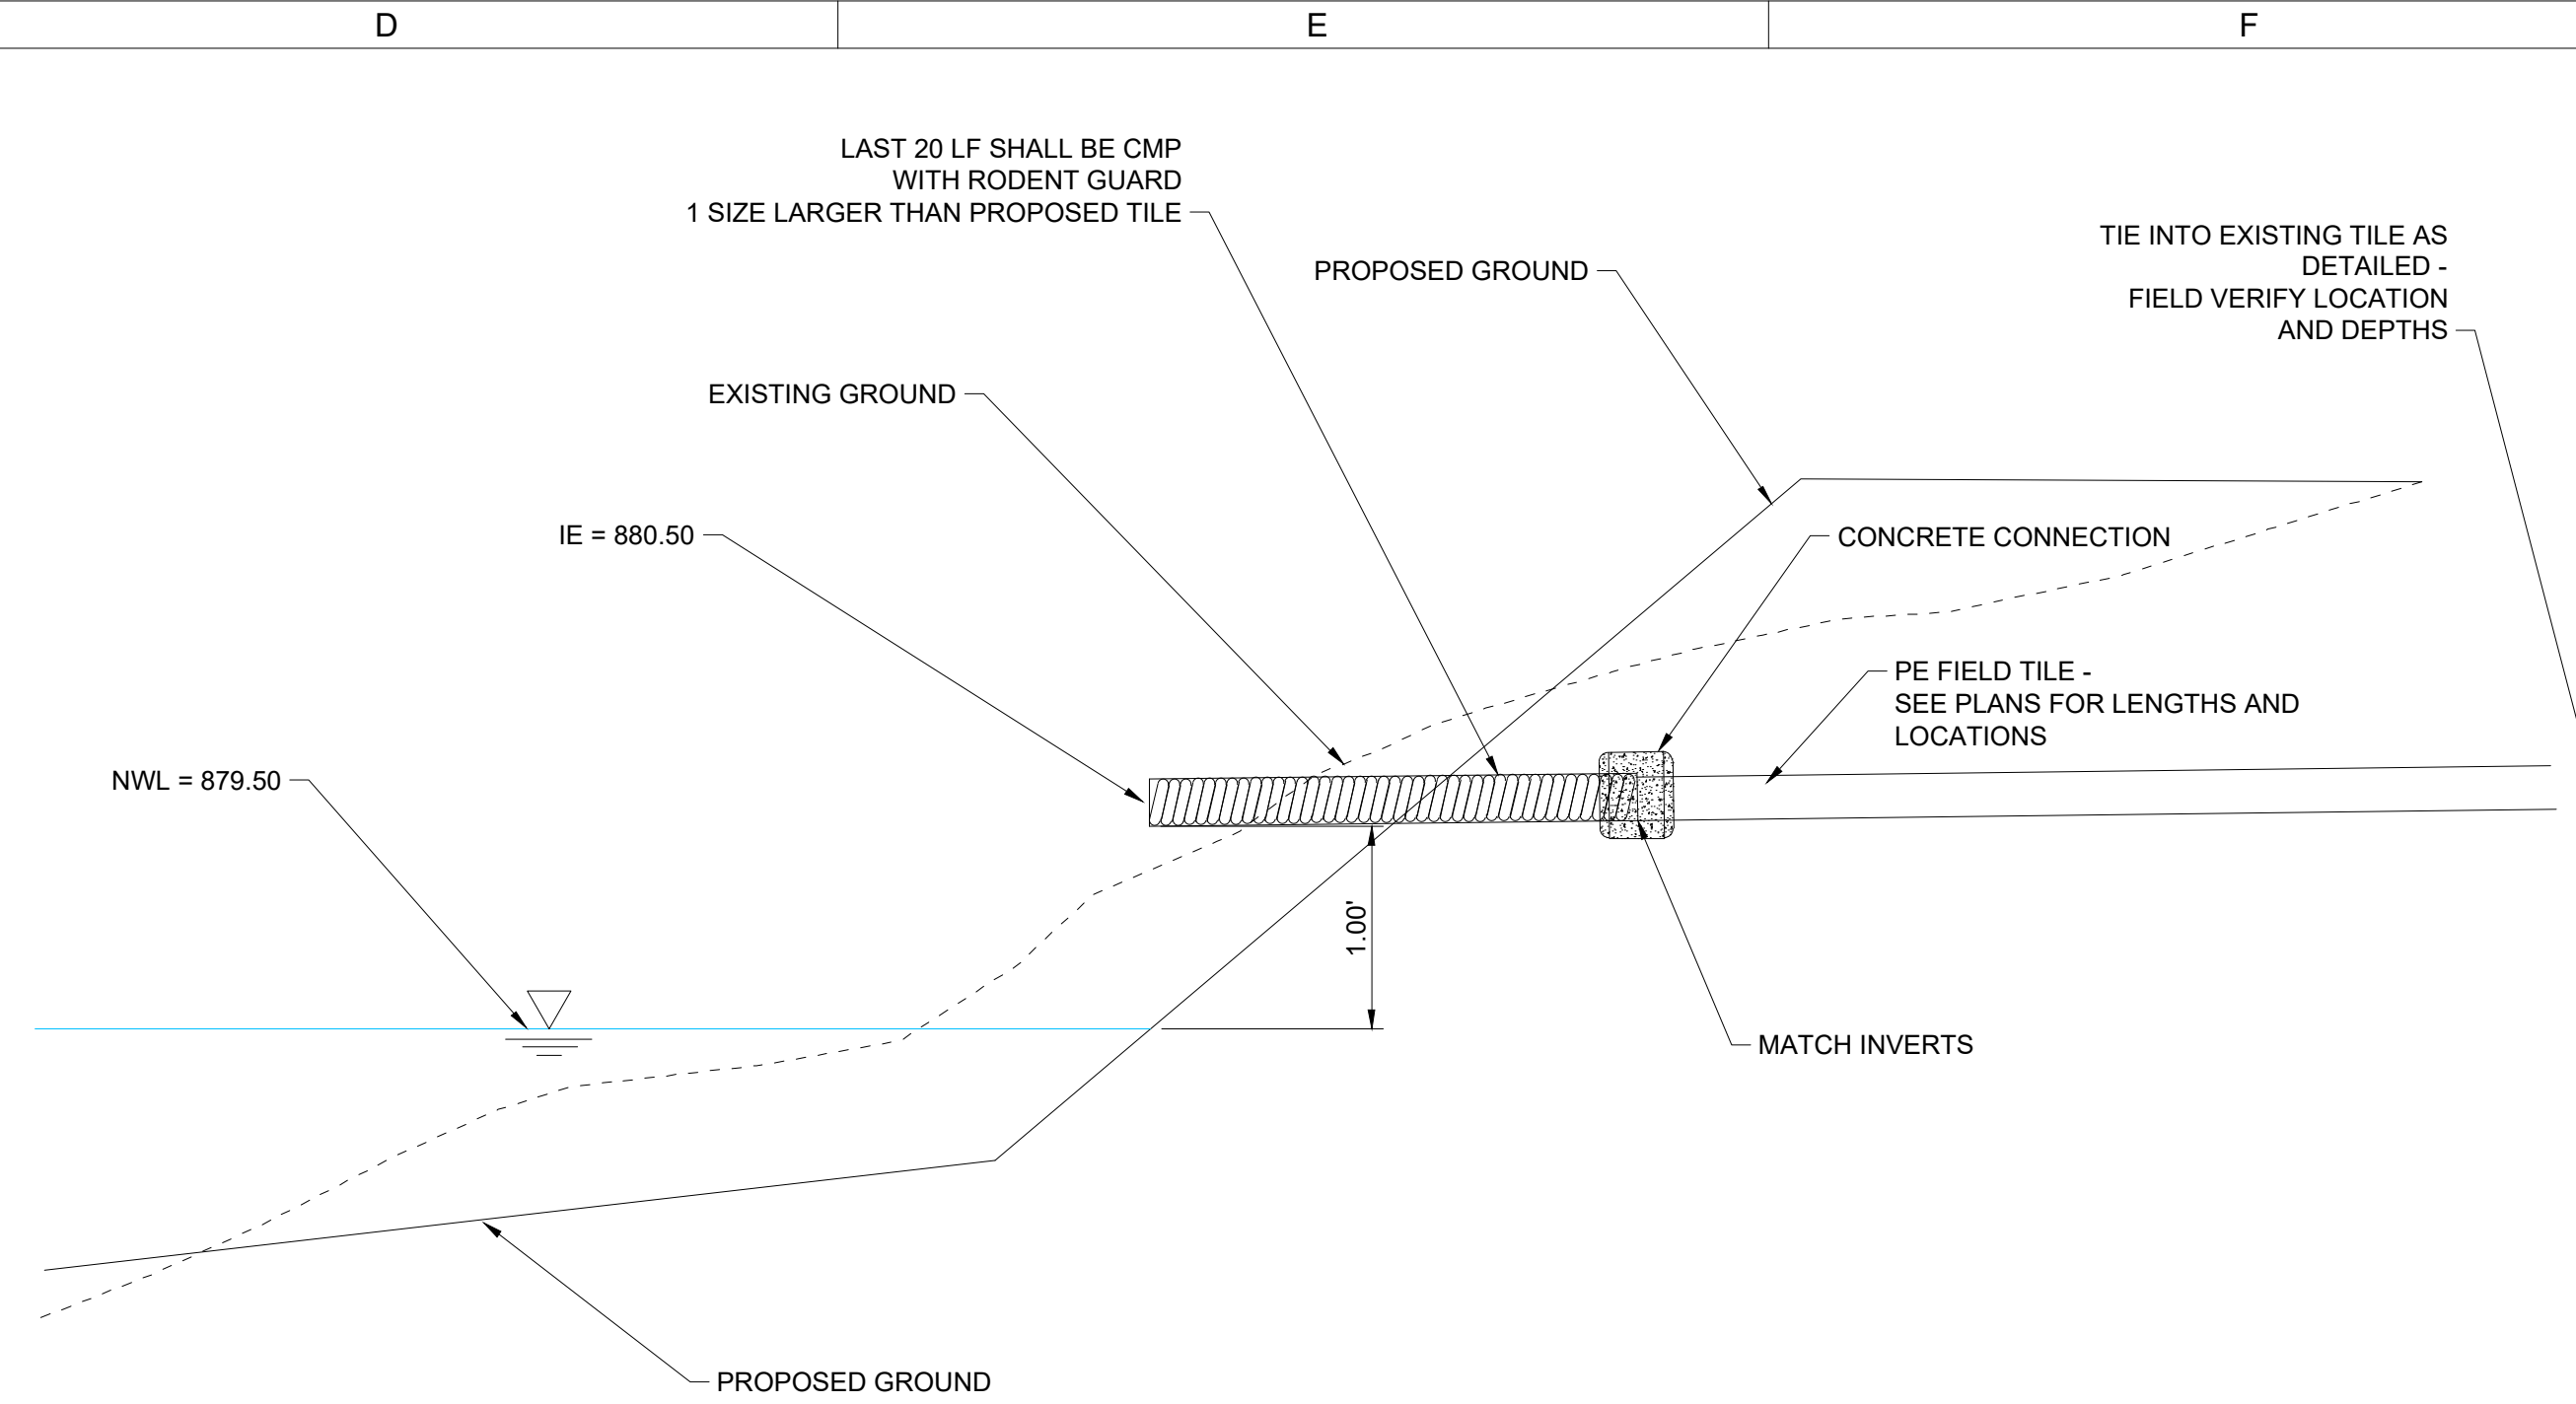 D
E
F
LAST 20 LF SHALL BE CMP
WITH RODENT GUARD
1 SIZE LARGER THAN PROPOSED TILE
TIE INTO EXISTING TILE AS
DETAILED -
FIELD VERIFY LOCATION
AND DEPTHS
PROPOSED GROUND
EXISTING GROUND
IE = 880.50
CONCRETE CONNECTION
PE FIELD TILE -
SEE PLANS FOR LENGTHS AND
LOCATIONS
NWL = 879.50
1.00'
MATCH INVERTS
PROPOSED GROUND